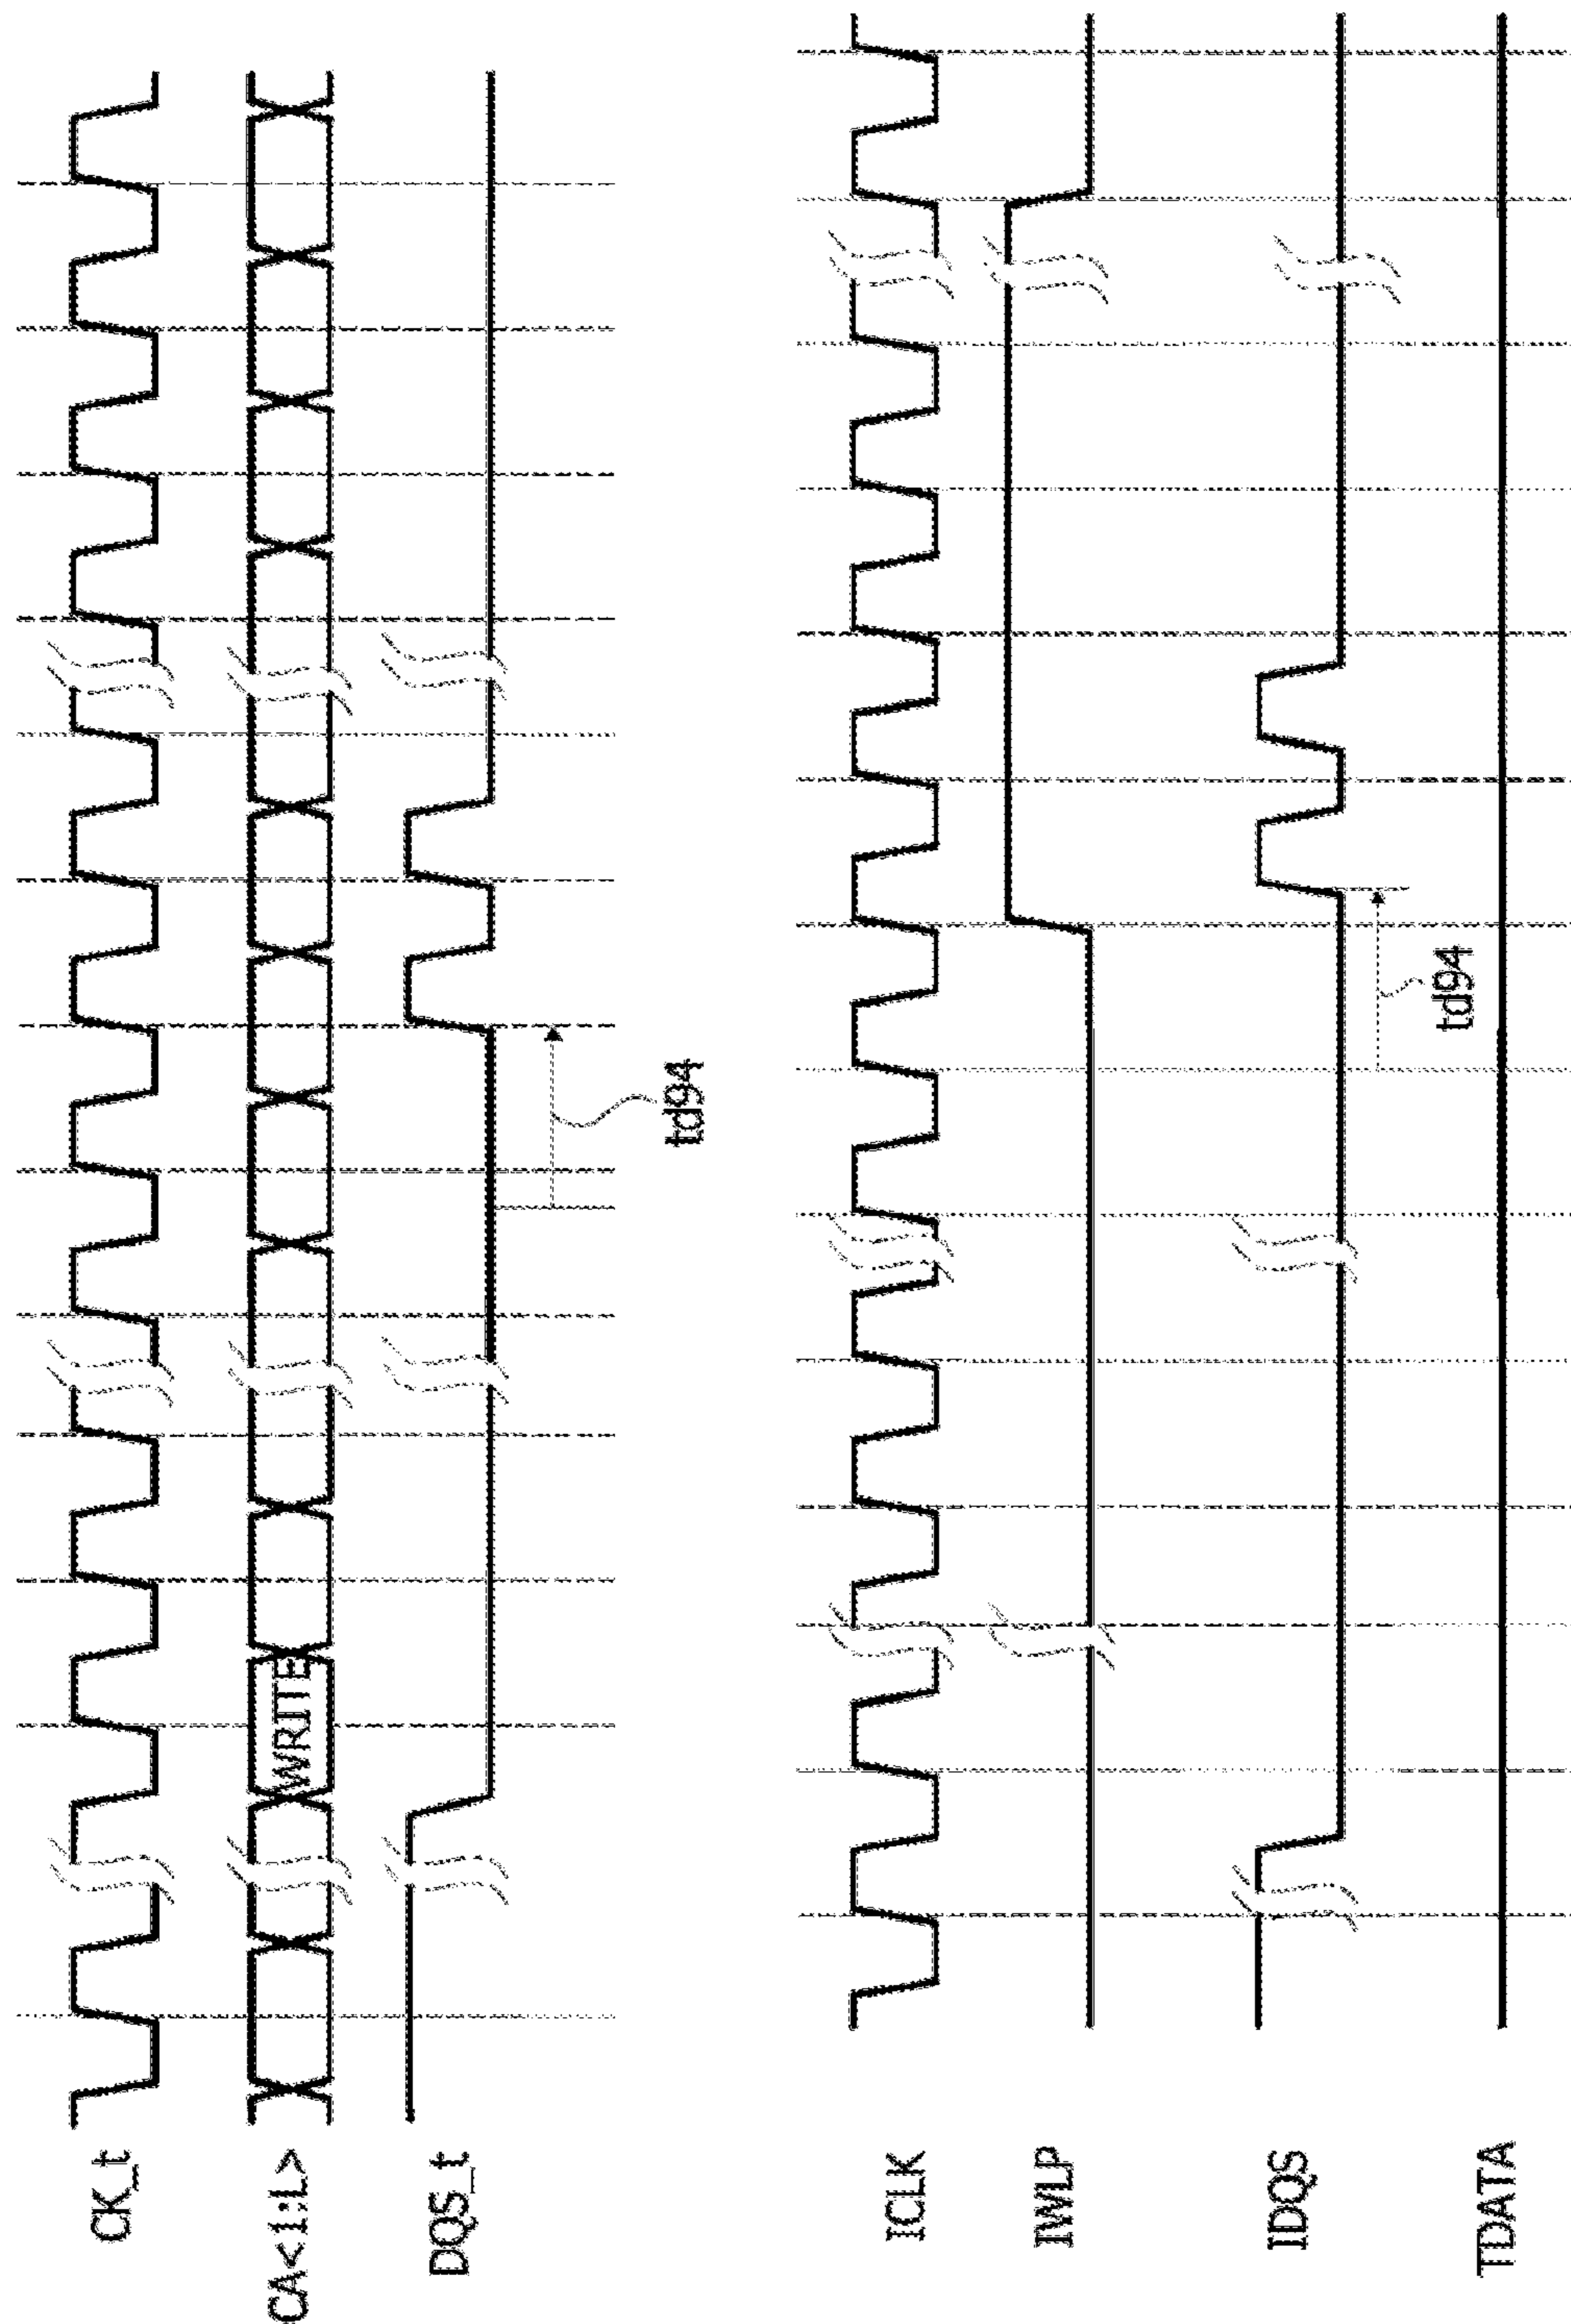 CK_t
CA<1:L>
WRITE
DQS_t
td94
ICLK
IWLP
IDQS
td94
TDATA